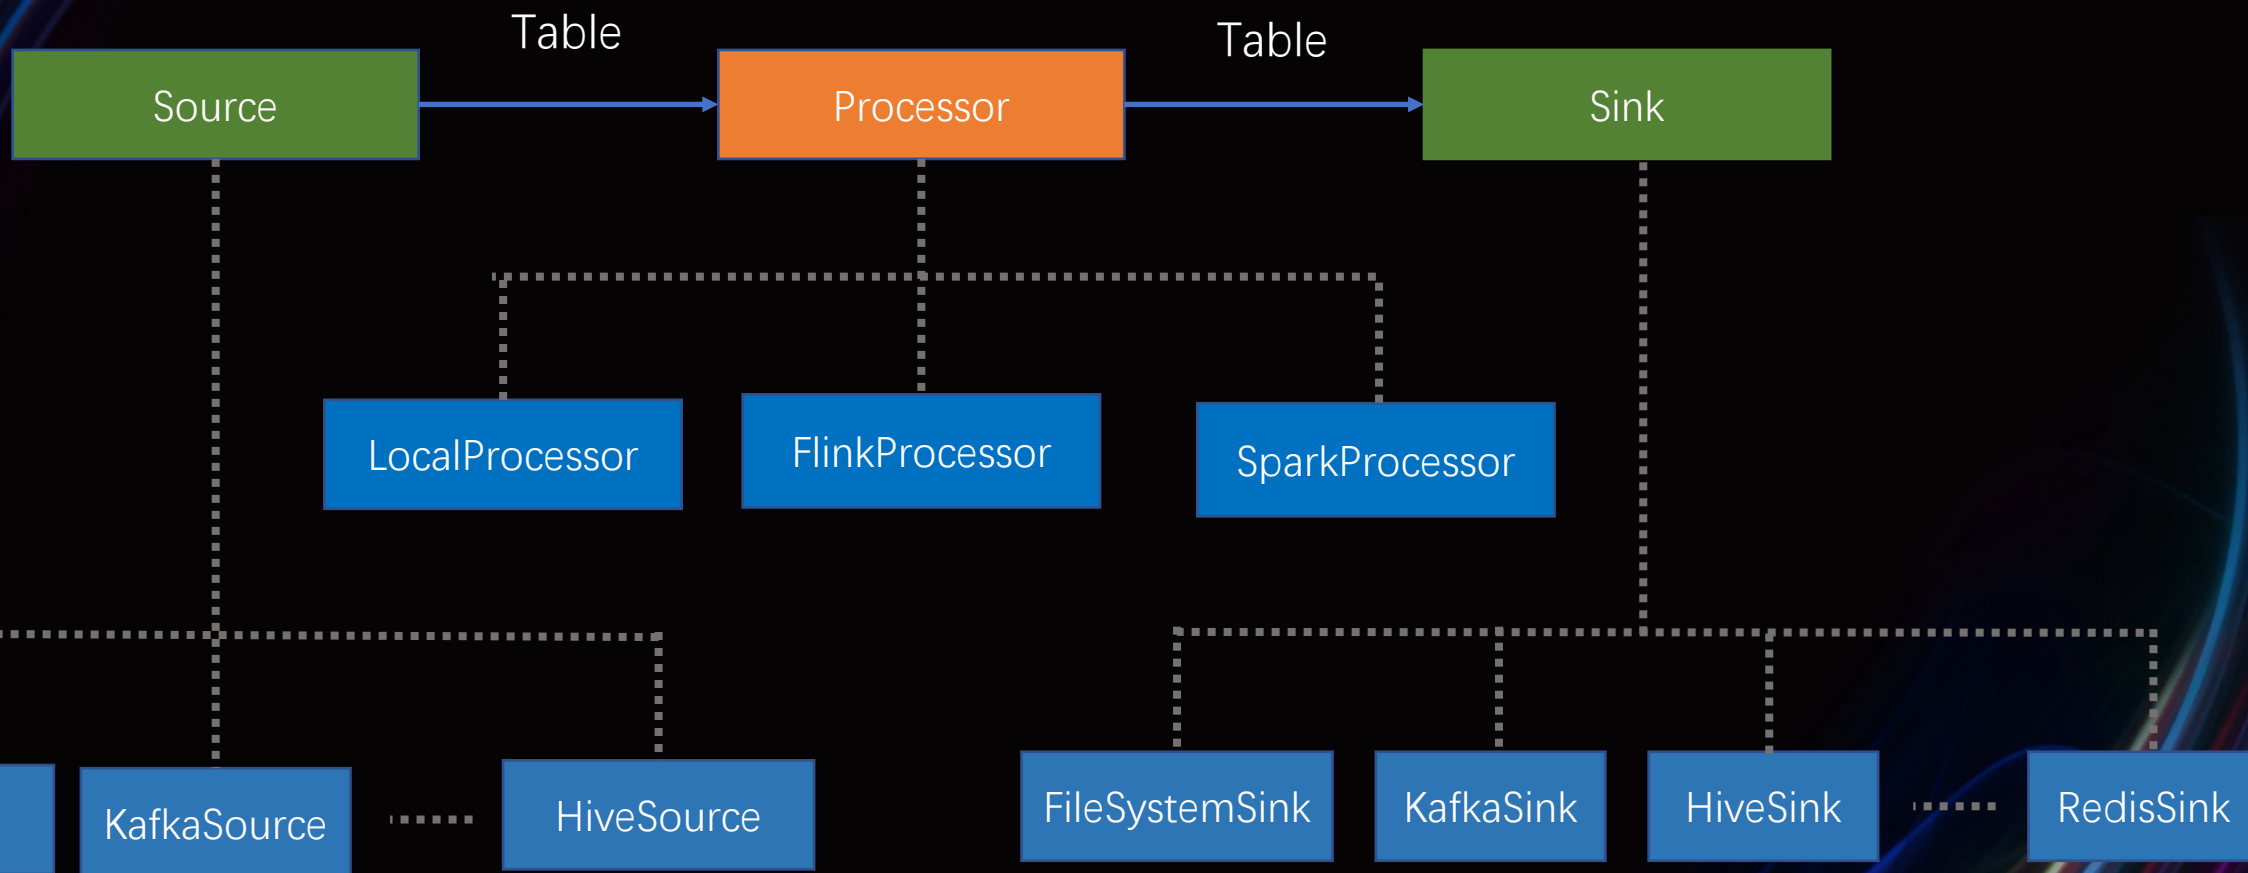 Table
Table
Source
Processor
Sink
LocalProcessor
FlinkProcessor
SparkProcessor
KafkaSource
HiveSource
FileSystemSink
KafkaSink
HiveSink
RedisSink